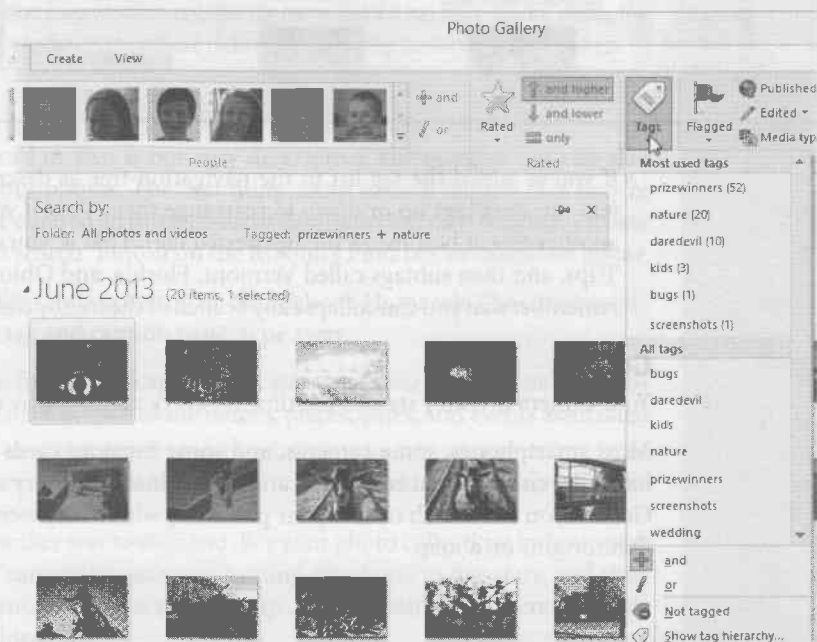 Photo Gallery
Create View
and
or
Rated
and higher
and lower
only
Tags
Flagged
Published
Edited
Media typ
People
Rated
Most used tags
prizewinners (52)
nature (20)
daredevil (10)
kids (3)
bugs (1)
screenshots (1)
All tags
bugs
daredevil
kids
nature
prizewinners
screenshots
wedding
and
or
Not tagged
Show tag hierarchy...
Search by:
Folder: All photos and videos Tagged: prizewinners + nature
June 2013 (20 items, 1 selected)